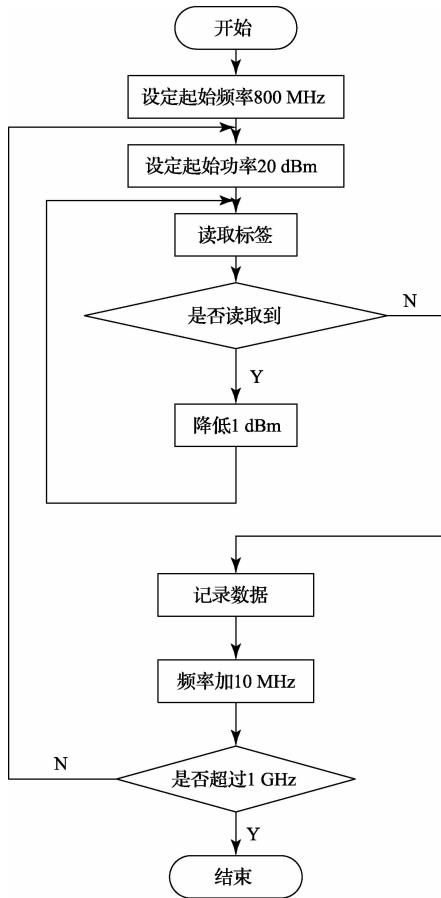 开始
设定起始频率800 MHz
设定起始功率20 dBm
读取标签
是否读取到
N
Y
降低1 dBm
记录数据
频率加10 MHz
是否超过1 GHz
N
Y
结束